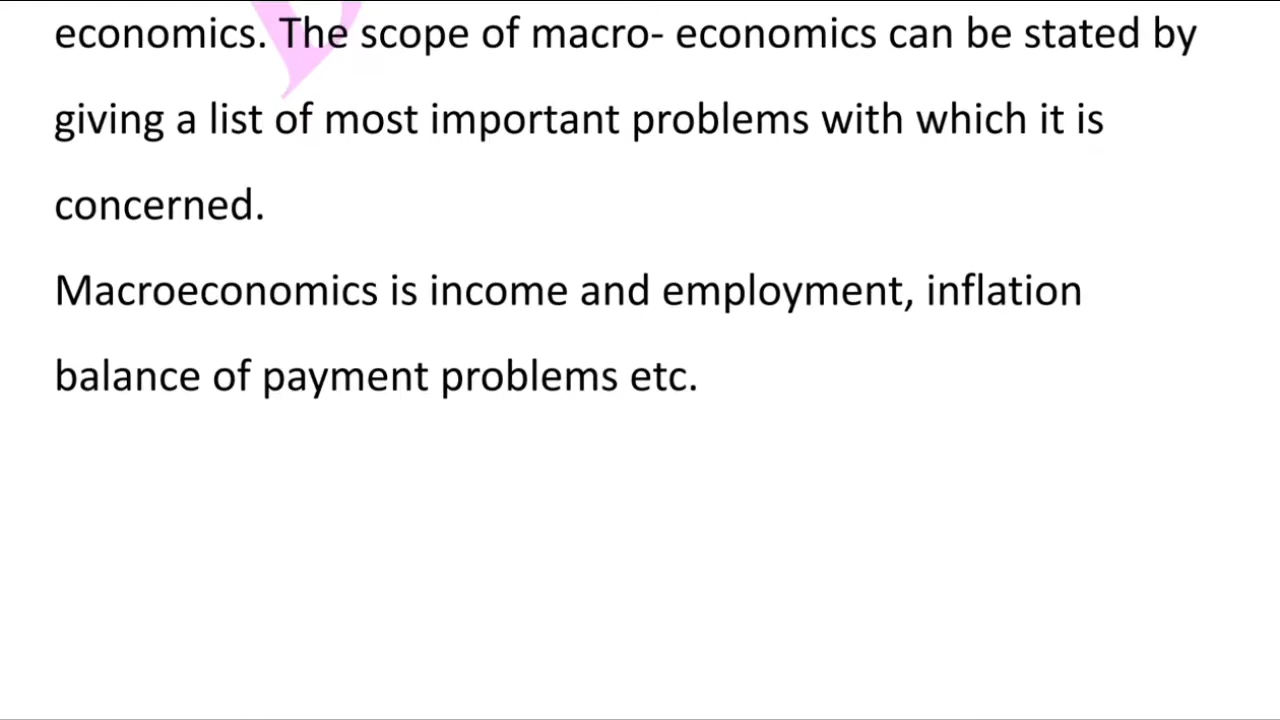 economics. The scope of macro- economics can be stated by
giving a list of most important problems with which it is
concerned.
Macroeconomics is income and employment, inflation
balance of payment problems etc.